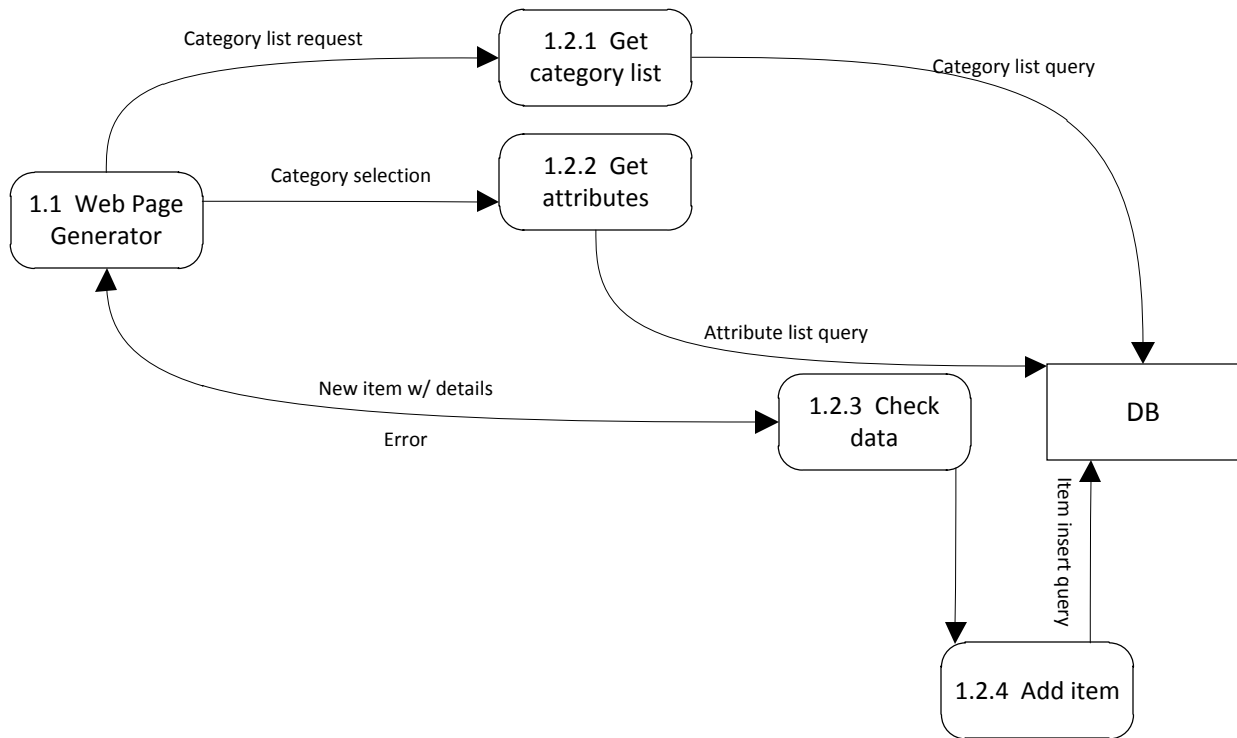 Category list request
1.2.1 Get
category list
Category list query
1.2.2 Get
attributes
Category selection
1.1 Web Page
Generator
Attribute list query
New item w/ details
Error
1.2.3 Check
data
DB
Item insert query
1.2.4 Add item